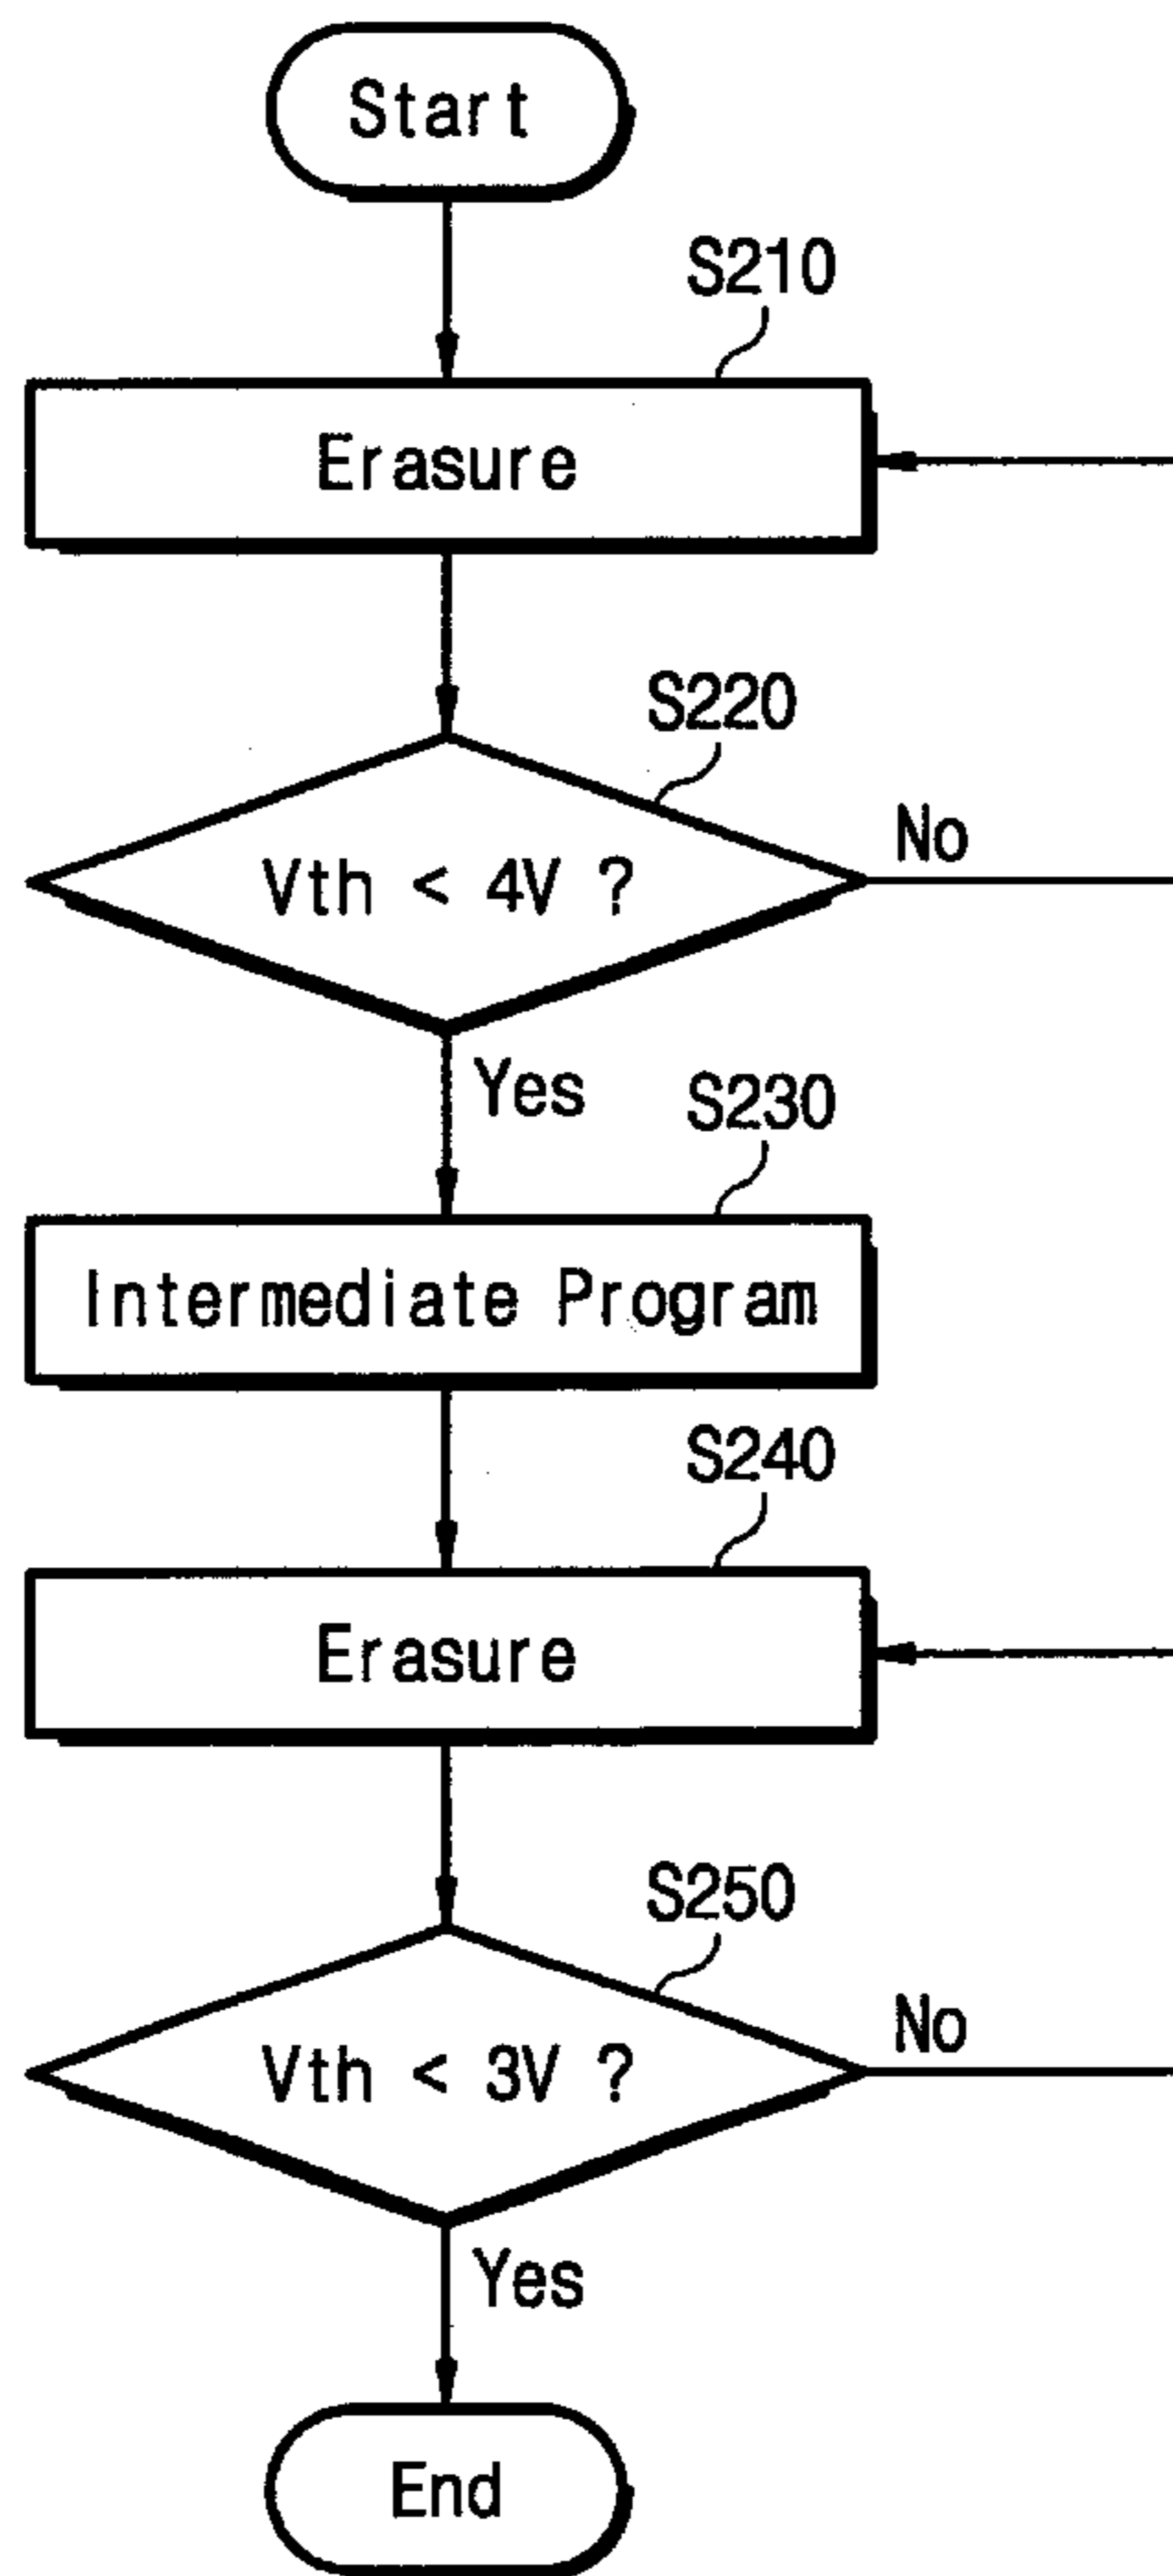 Start
S210
Erasure
S220
Vth < 4V ?
No
Yes
S230
Intermediate Program
S240
Erasure
S250
Vth < 3V ?
No
Yes
End